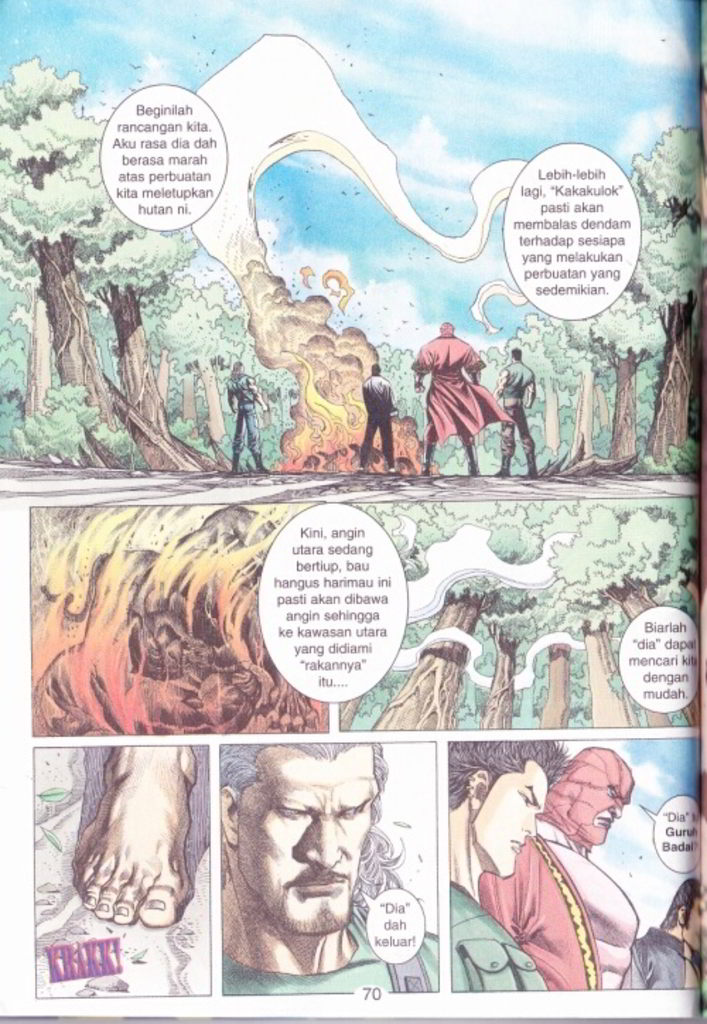 Beginilah
rancangan kita.
Aku rasa dia dah
berasa marah
atas perbuatan
kita meletupkan
hutan ni.
Lebih-lebih
lagi, "Kakakulok"
pasti akan
membalas dendam
terhadap sesiapa
yang melakukan
perbuatan yang
sedemikian.
Kini, angin
utara sedang
bertiup, bau
hangus harimau ini
pasti akan dibawa
angin sehingga
ke kawasan utara
yang didiami
"rakannya"
itu....
Biarlah
"dia" dapat
mencari kita
dengan
mudah.
KRAKK!
"Dia"
dah
keluar!
"Dia"
Guruh
Badai
70